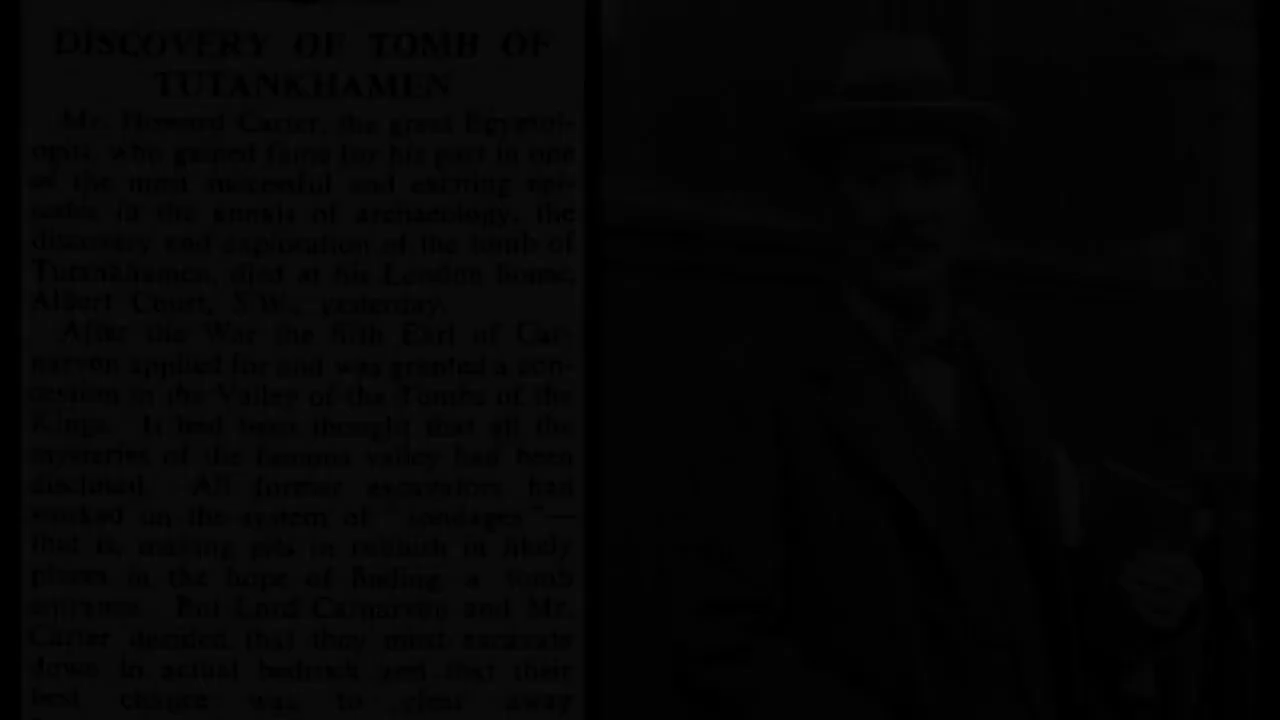 DISCOVERY OF TOMB OF
TUTANKHAMEN
Mr. Howard Carter, the great Egyptol-
ogist, who gained fame for his part in one
of the most successful and exciting epi-
sodes in the annals of archaeology, the
discovery and exploration of the tomb of
Tutankhamen, died at his London home,
Albert Court, S.W., yesterday.
After the War the fifth Earl of Car-
narvon applied for and was granted a con-
cession in the Valley of the Tombs of the
Kings. It had been thought that all the
mysteries of the famous valley had been
disclosed. All former excavators had
worked on the system of "sondages"—
that is, making pits in rubbish in likely
places in the hope of finding a tomb
entrance. But Lord Carnarvon and Mr.
Carter decided that they must excavate
down to actual bedrock and that their
best chance was to clear away